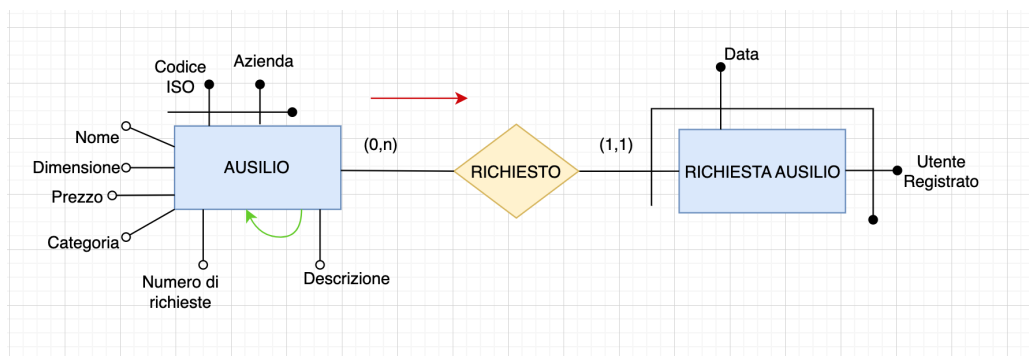 Data
Azienda
Codice
ISO
Nome
(0,n)
(1,1)
Dimensione
AUSILIO
RICHIESTO
RICHIESTA AUSILIO
Utente
Registrato
Prezzo
Categoria
Numero di
richieste
Descrizione